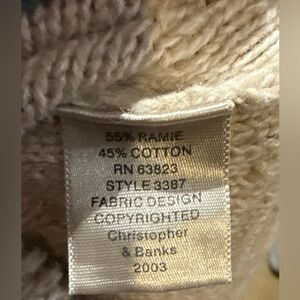 55% RAMIE
45% COTTON
RN 63823
STYLE 3387
FABRIC DESIGN
COPYRIGHTED
Christopher
& Banks
2003